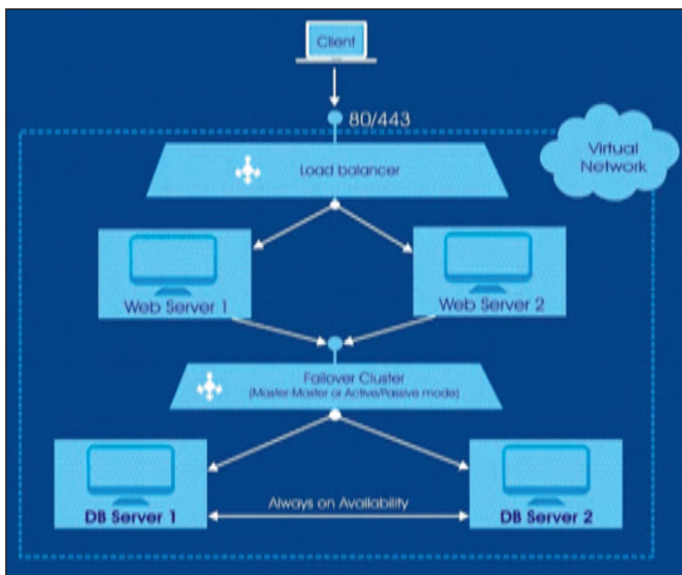 Client
80/443
Virtual
Network
Load balancer
Web Server 1
Web Server 2
Failover Cluster
(Master-Master or Active/Passive mode)
DB Server 1
Always on Availability
DB Server 2